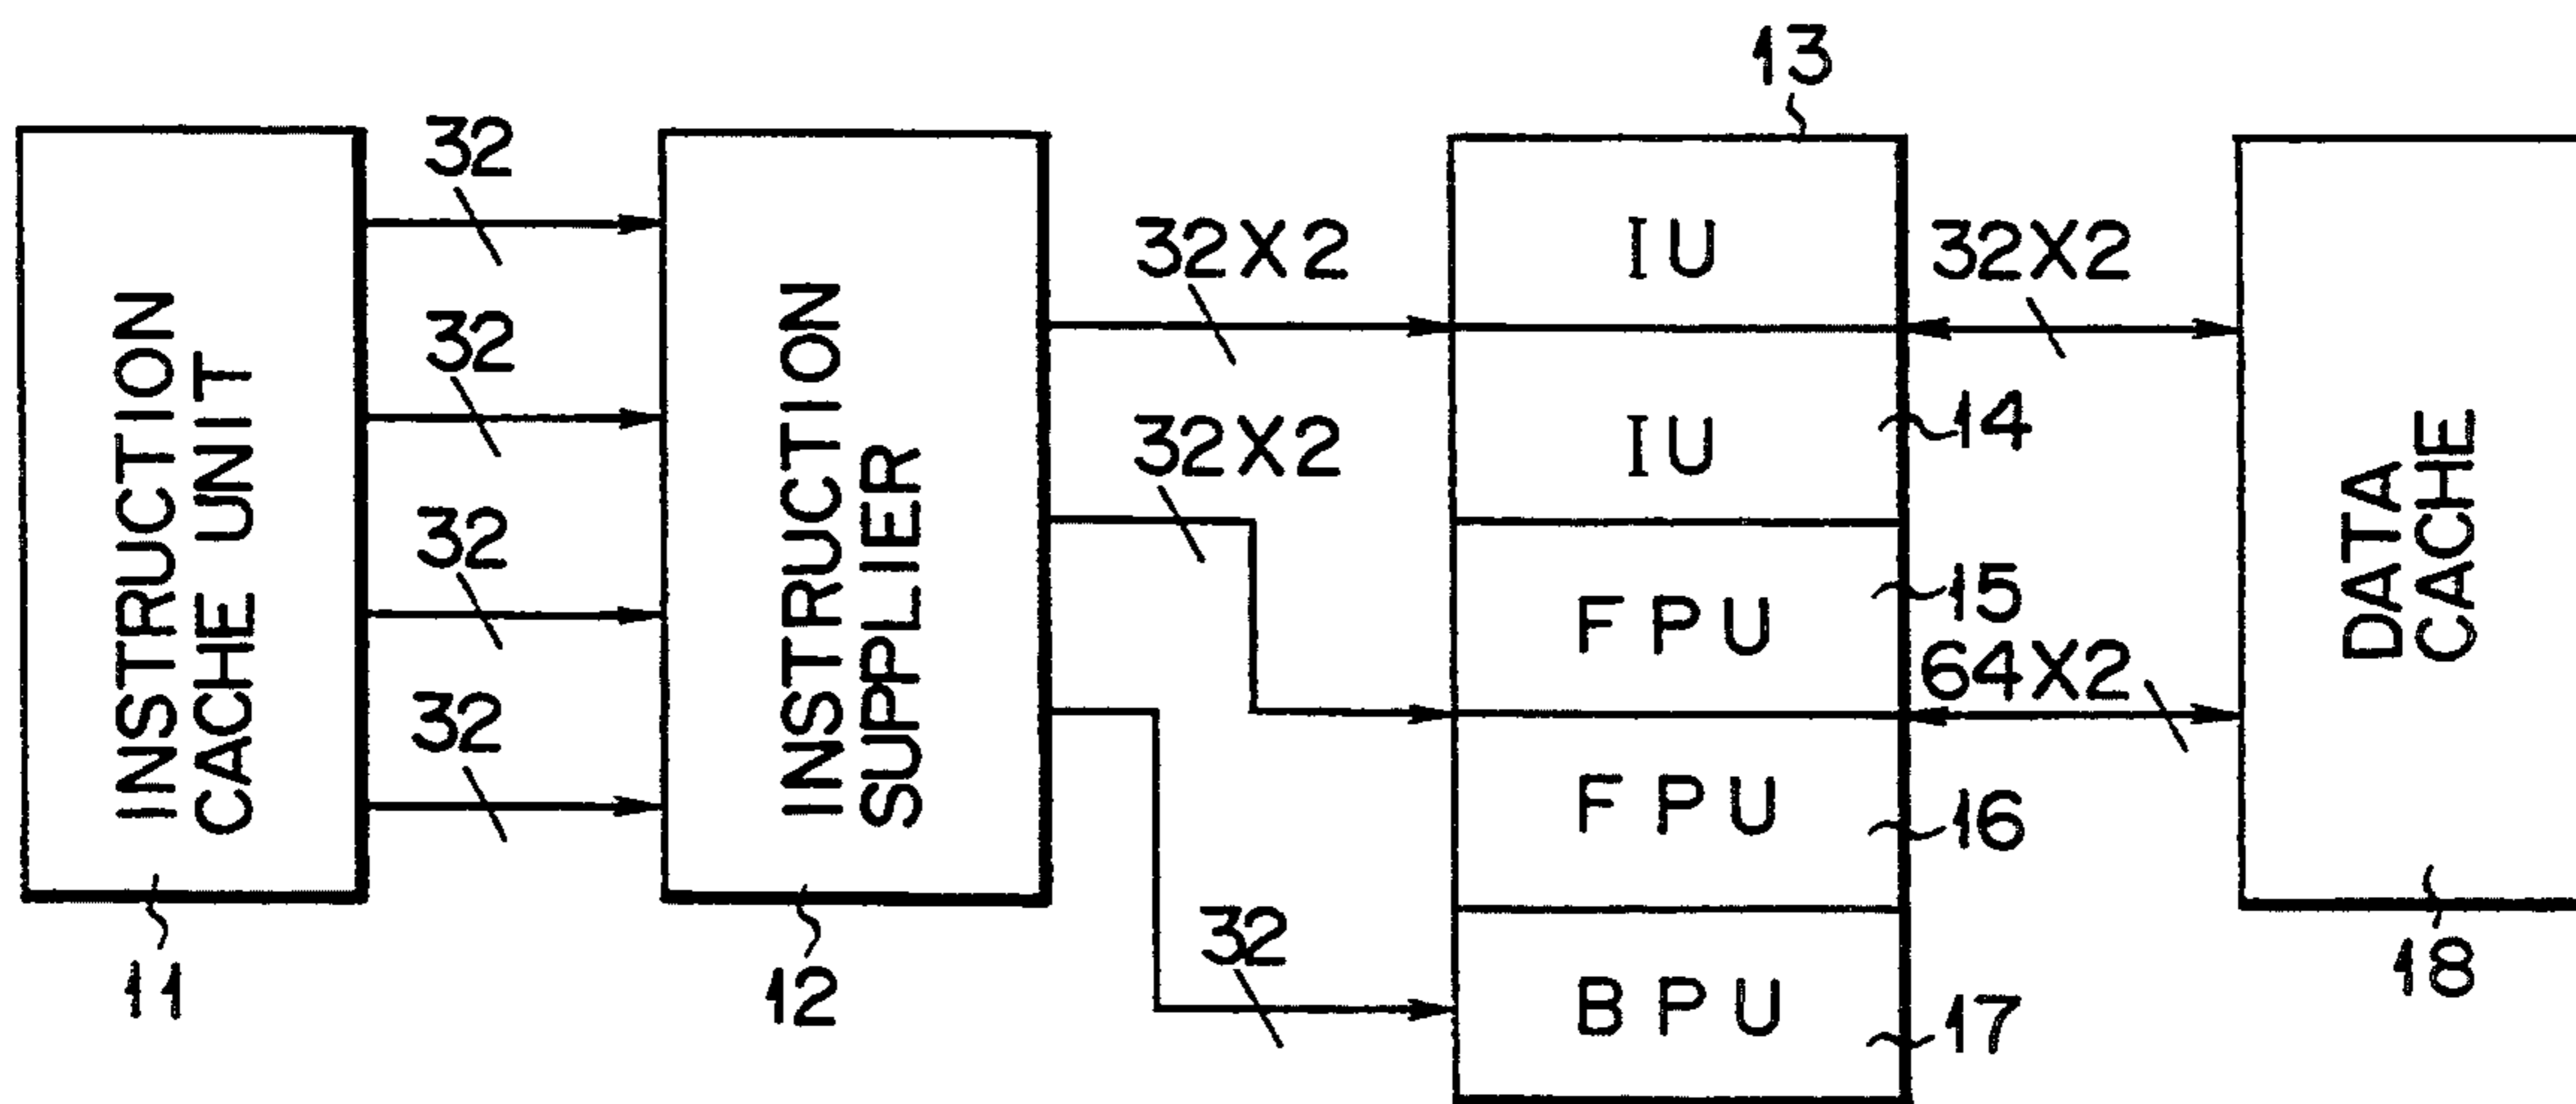 INSTRUCTION
CACHE UNIT
11
32
32
32
32
INSTRUCTION
SUPPLIER
12
32X2
32X2
32
13
IU
IU
14
FPU
15
FPU
16
BPU
17
32X2
64X2
DATA
CACHE
18